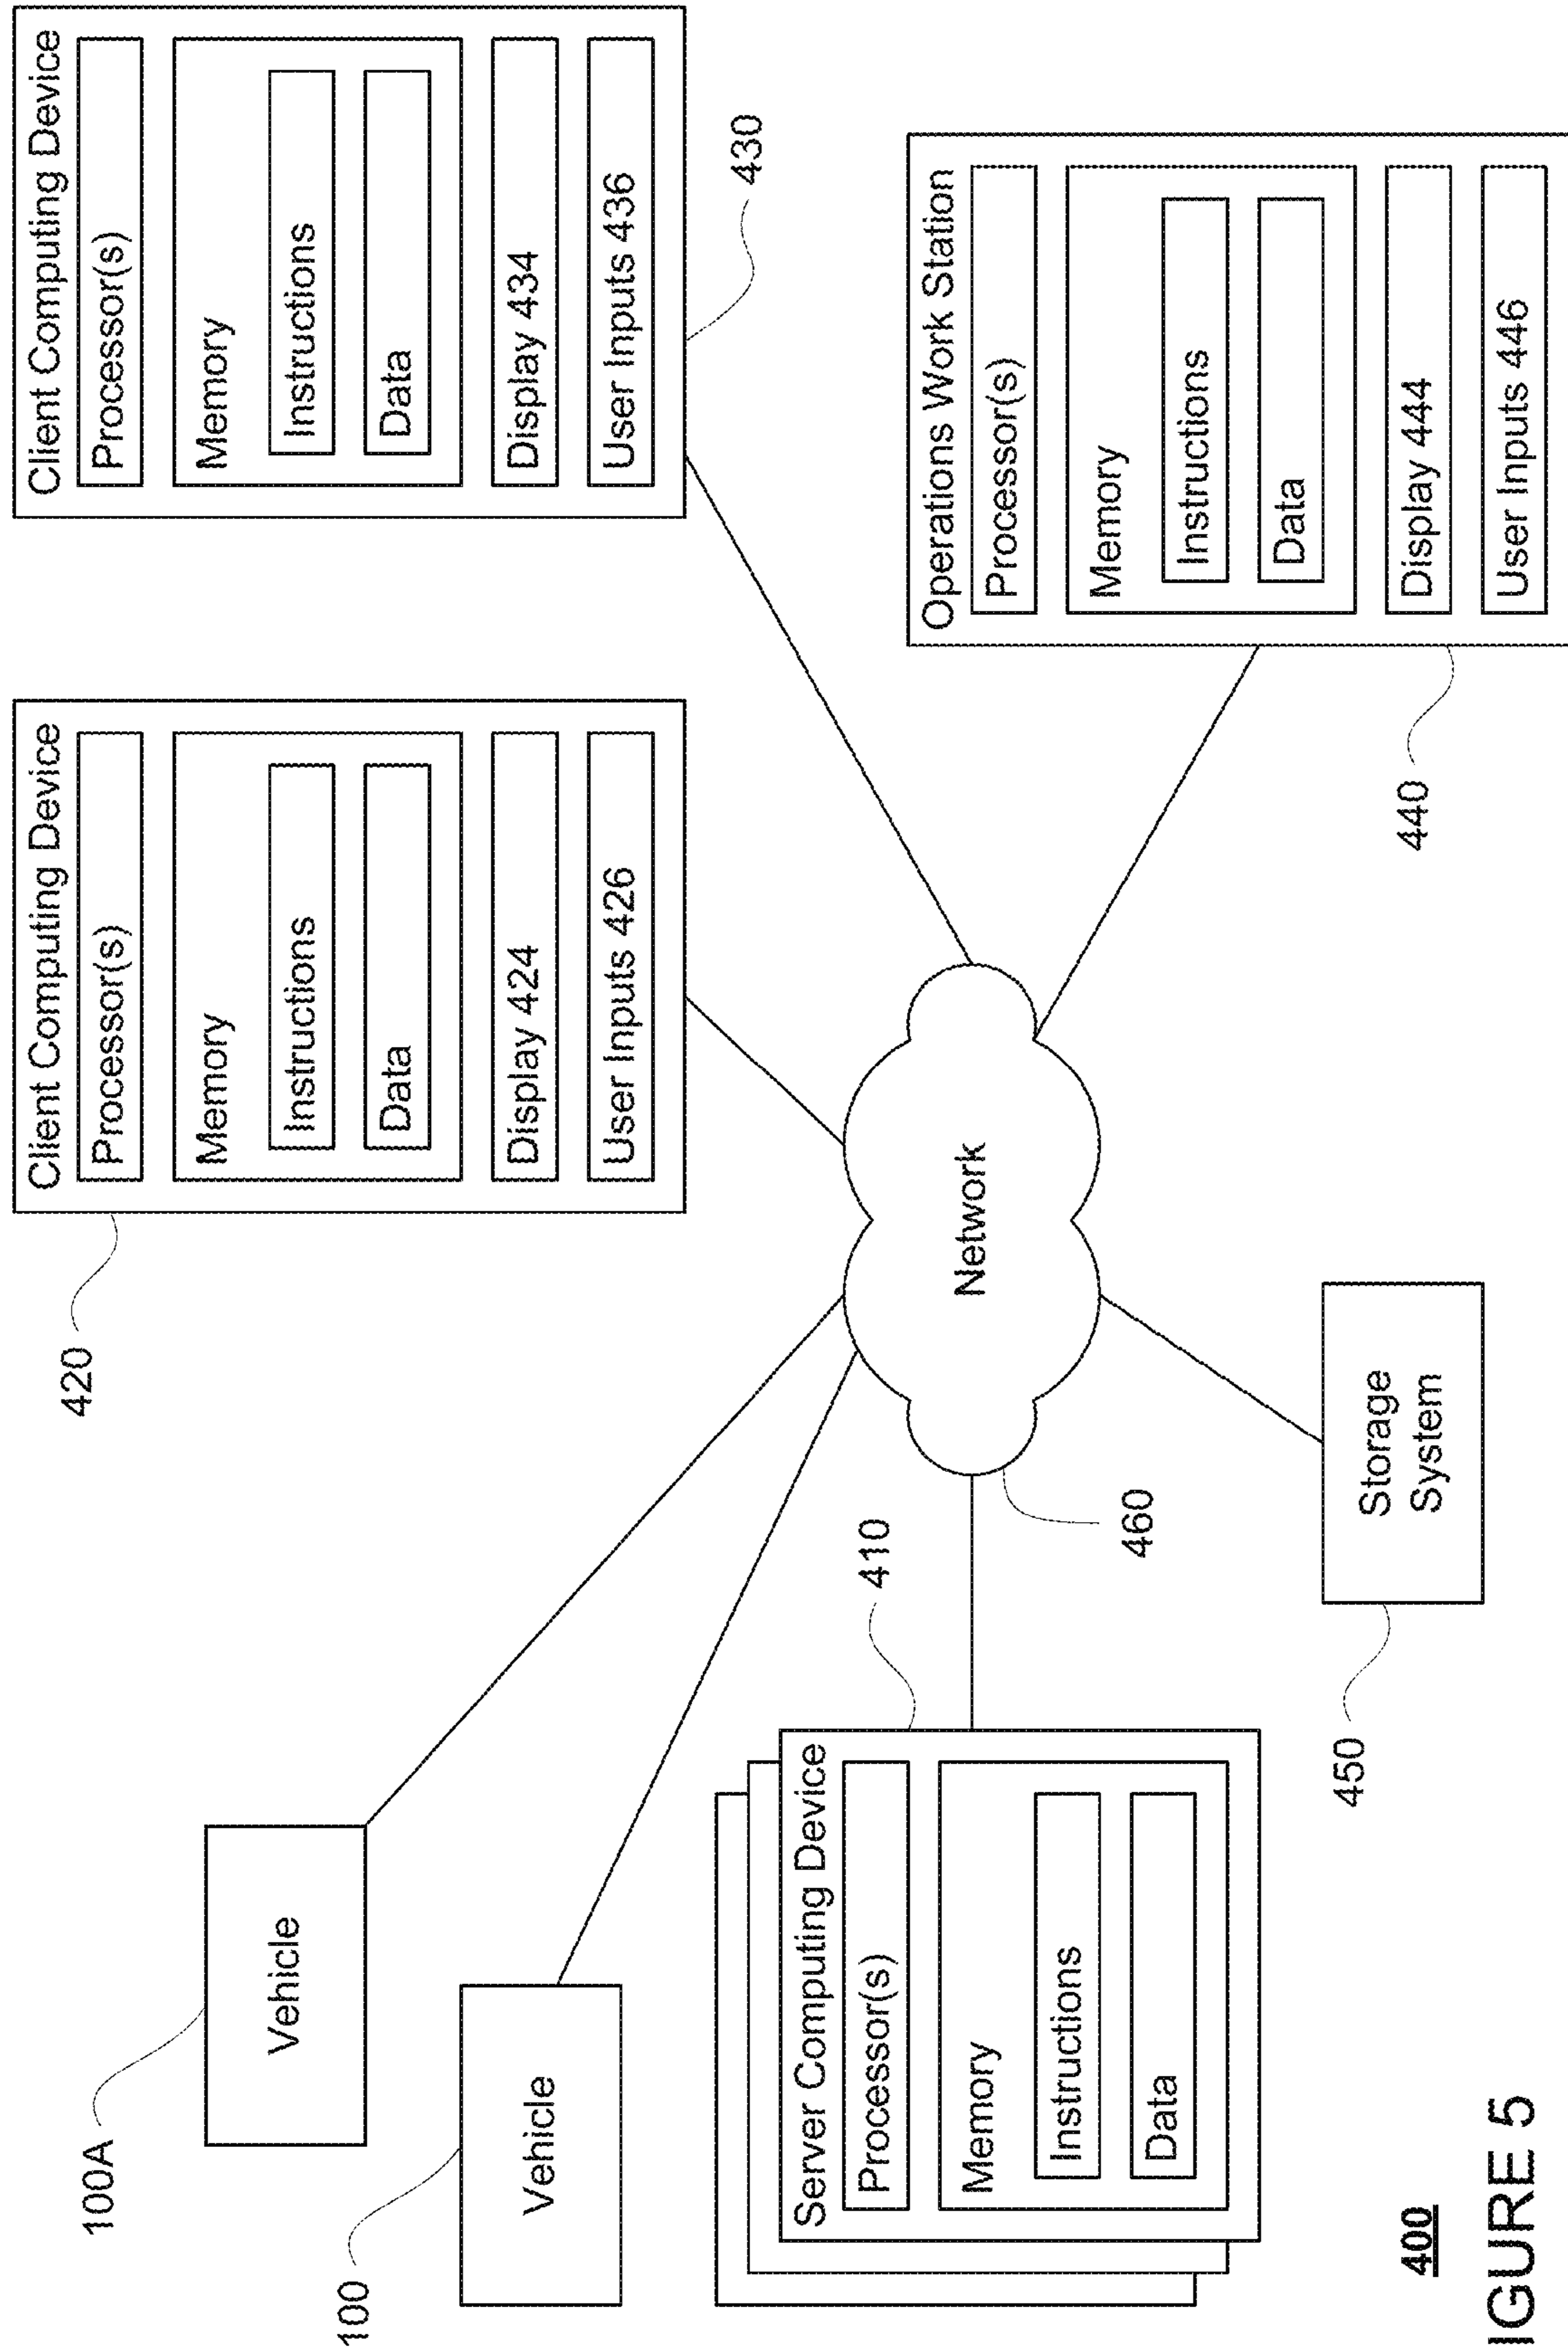 100A
Vehicle
100
Vehicle
420
Client Computing Device
Processor(s)
Memory
Instructions
Data
Display 424
User Inputs 426
Client Computing Device
Processor(s)
Memory
Instructions
Data
Display 434
User Inputs 436
430
Server Computing Device
Processor(s)
Memory
Instructions
Data
410
Network
460
Operations Work Station
Processor(s)
Memory
Instructions
Data
Display 444
User Inputs 446
440
Storage
System
450
400
IGURE 5